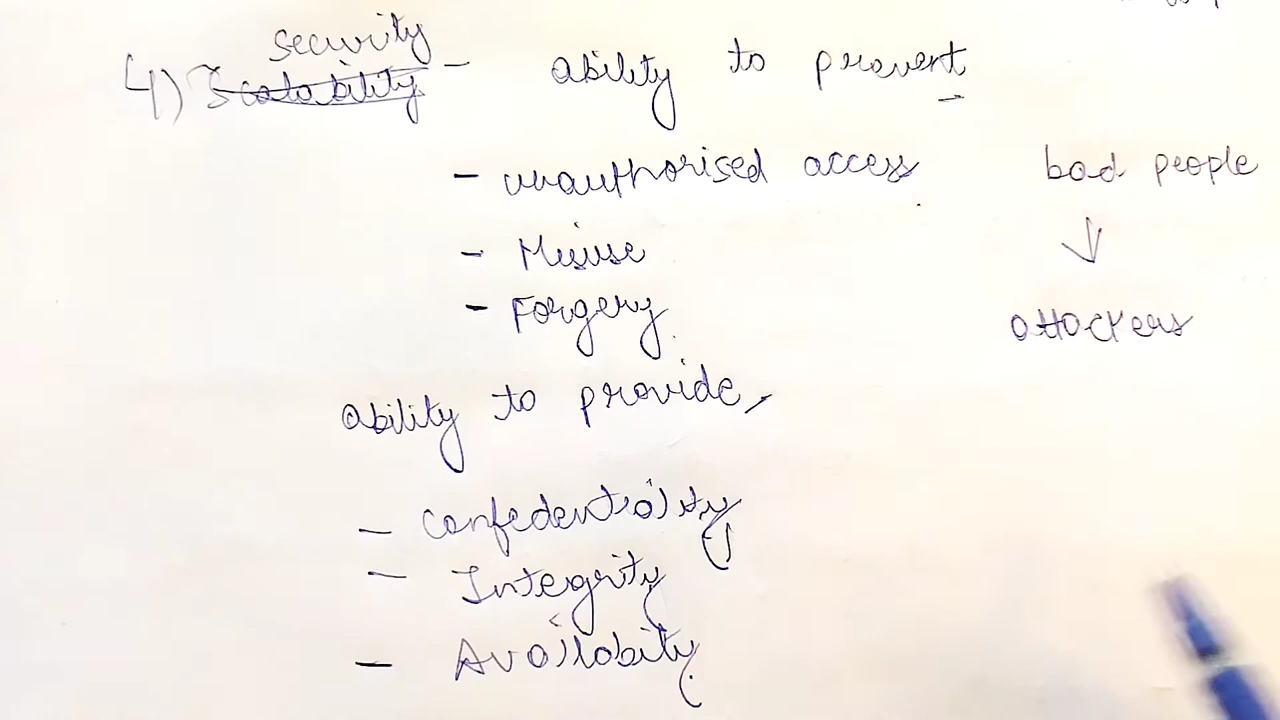 security
4) Scalability - ability to prevent
- unauthorised access bad people
- Misuse ↓
- Forgery attackers
ability to provide,
- Confedentiality
- Integrity
- Availabity